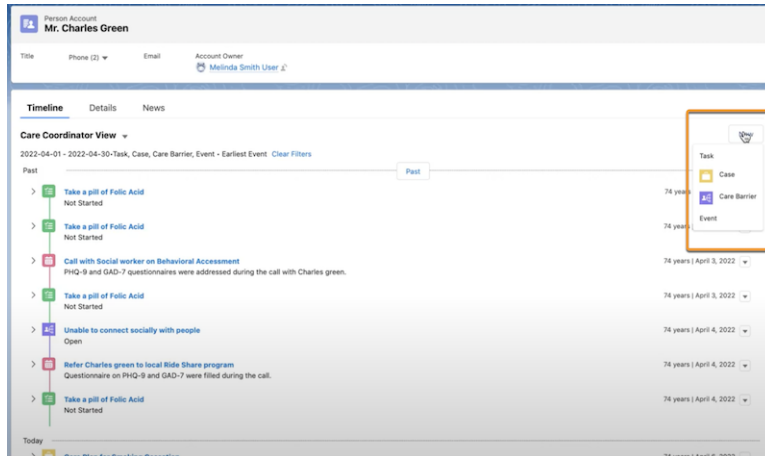 Person Account
Mr. Charles Green
Title
Phone (2)
Email
Account Owner
Melinda Smith User
Timeline
Details
News
Care Coordinator View
2022-04-01 - 2022-04-30•Task, Case, Care Barrier, Event • Earliest Event Clear Filters
Task
Case
Care Barrier
Event
Past
Past
Take a pill of Folic Acid
74 years
Not Started
Take a pill of Folic Acid
74 years
Not Started
Call with Social worker on Behavioral Accessment
74 years | April 3, 2022
PHQ-9 and GAD-7 questionnaires were addressed during the call with Charles green.
Take a pill of Folic Acid
74 years | April 3, 2022
Not Started
Unable to connect socially with people
74 years | April 4, 2022
Open
Refer Charles green to local Ride Share program
74 years | April 4, 2022
Questionnaire on PHQ-9 and GAD-7 were filled during the call.
Take a pill of Folic Acid
74 years | April 4, 2022
Not Started
Today